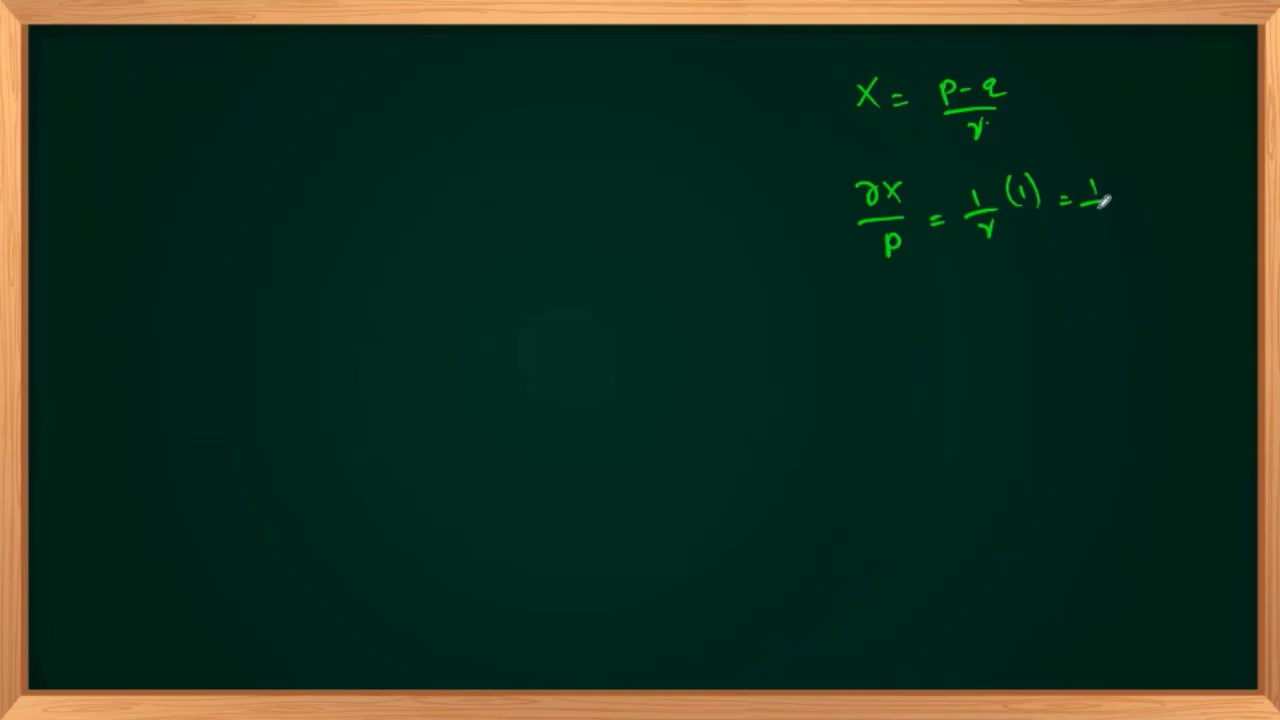 X = p-q/r
∂X/p = 1/r (1) = 1/